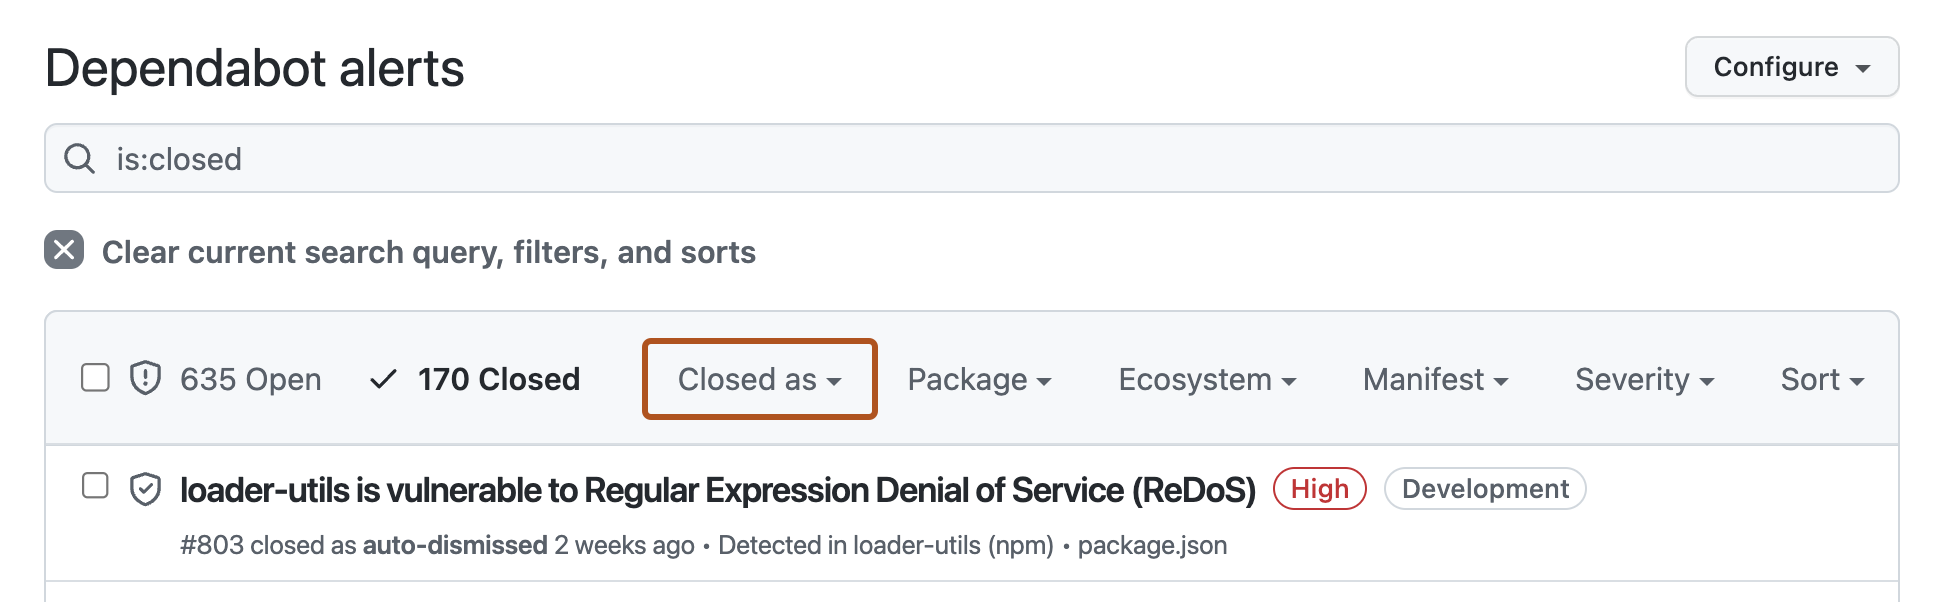 Dependabot alerts
Configure
is:closed
Clear current search query, filters, and sorts
635 Open 170 Closed Closed as Package Ecosystem Manifest Severity Sort
loader-utils is vulnerable to Regular Expression Denial of Service (ReDoS) High Development
#803 closed as auto-dismissed 2 weeks ago • Detected in loader-utils (npm) • package.json